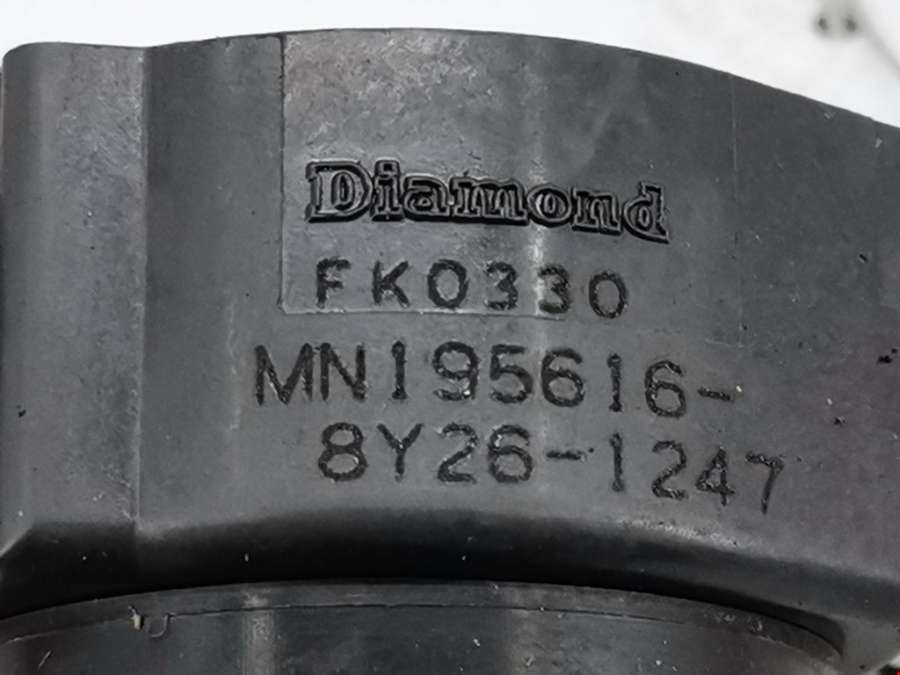 Diamond
FK0330
MN195616-
8Y26-1247